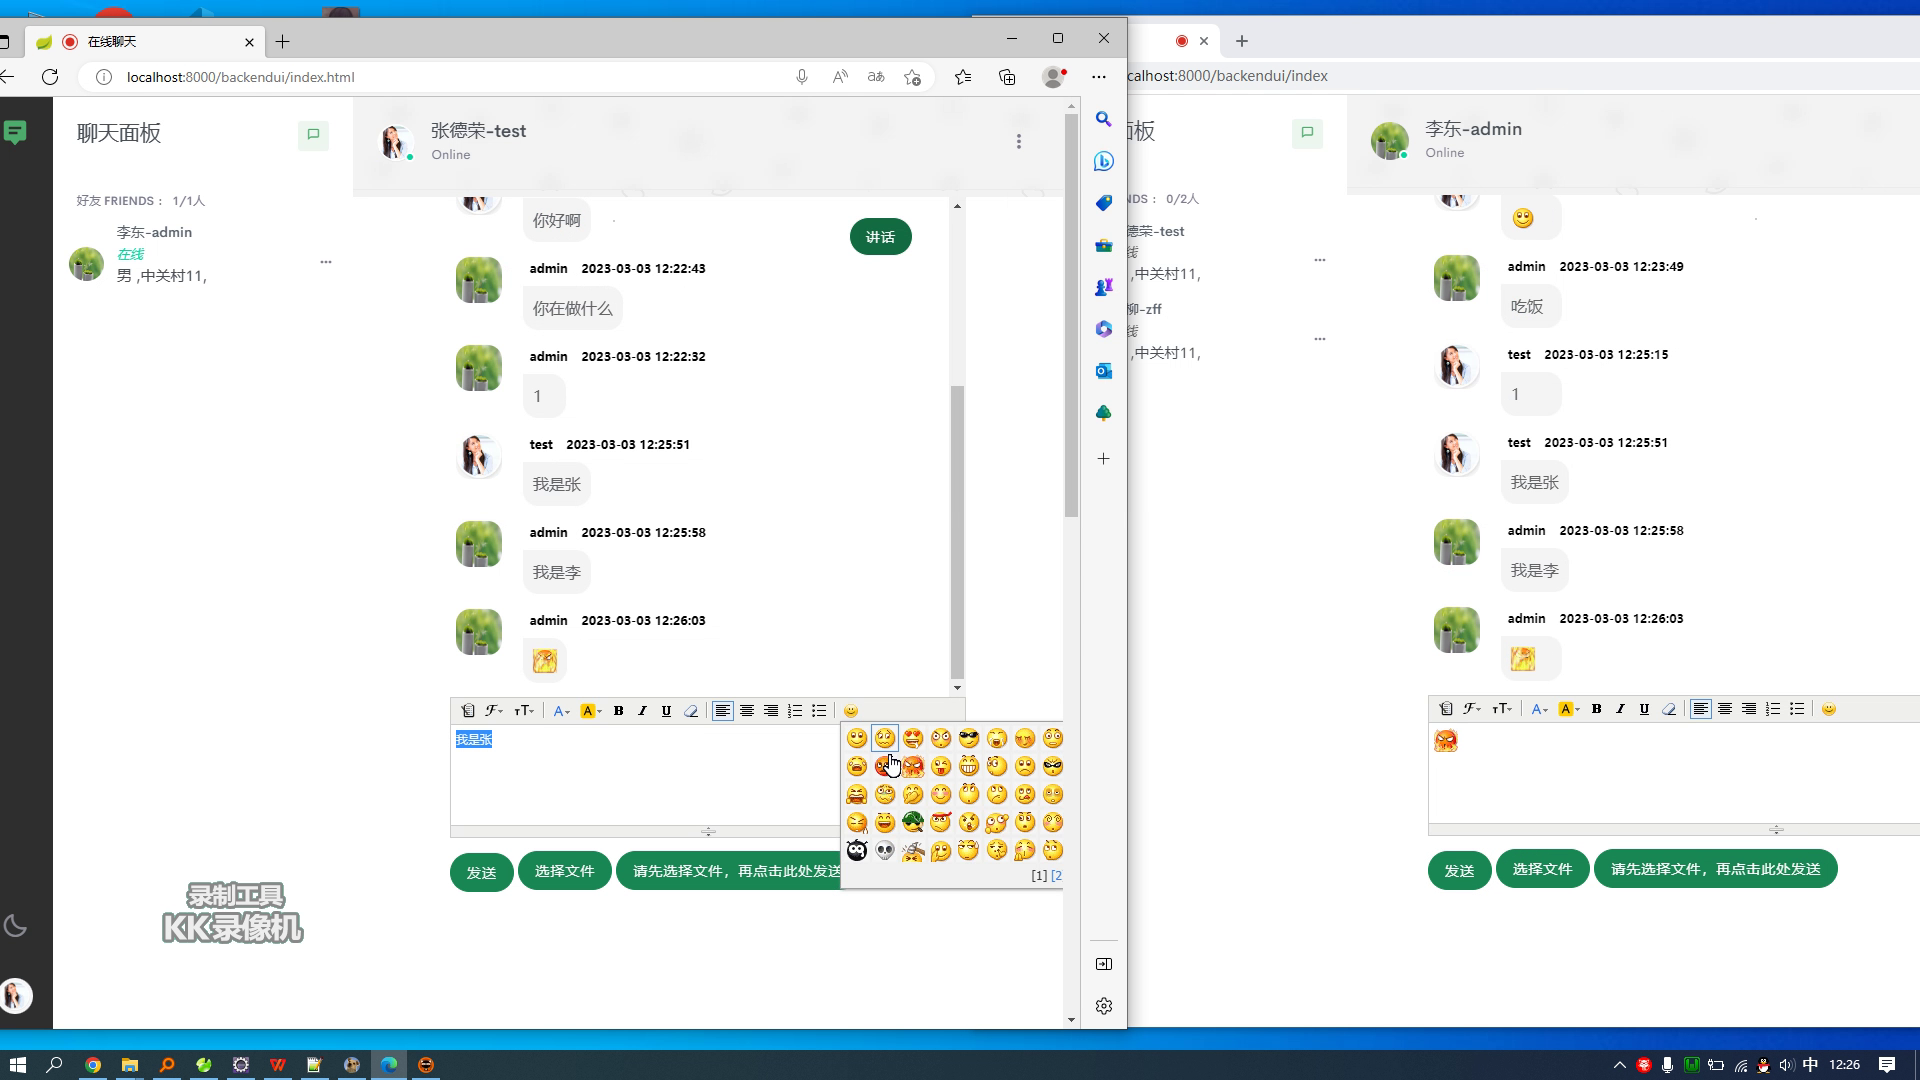 在线聊天
localhost:8000/backendui/index.html
聊天面板
好友 FRIENDS： 1/1人
李东-admin
在线
男 ,中关村11,
张德荣-test
Online
讲话
你好啊
admin 2023-03-03 12:22:43
你在做什么
admin 2023-03-03 12:22:32
1
test 2023-03-03 12:25:51
我是张
admin 2023-03-03 12:25:58
我是李
admin 2023-03-03 12:26:03
我是张
[1] [2
发送 选择文件 请先选择文件，再点击此处发送
录制工具
KK录像机
calhost:8000/backendui/index
面板
NDS： 0/2人
德荣-test
线
,中关村11,
柳-zff
线
,中关村11,
李东-admin
Online
admin 2023-03-03 12:23:49
吃饭
test 2023-03-03 12:25:15
1
test 2023-03-03 12:25:51
我是张
admin 2023-03-03 12:25:58
我是李
admin 2023-03-03 12:26:03
发送 选择文件 请先选择文件，再点击此处发送
中 12:26